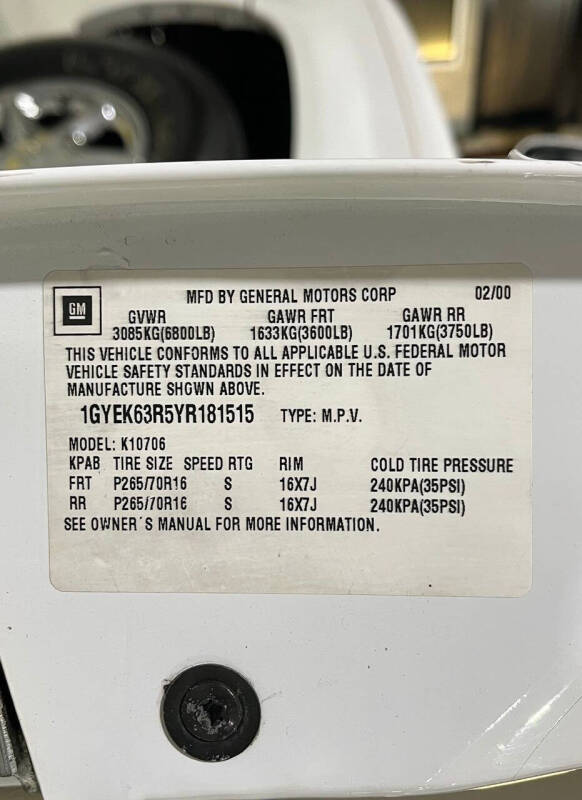 GM
MFD BY GENERAL MOTORS CORP 02/00
GVWR GAWR FRT GAWR RR
3085KG(6800LB) 1633KG(3600LB) 1701KG(3750LB)
THIS VEHICLE CONFORMS TO ALL APPLICABLE U.S. FEDERAL MOTOR
VEHICLE SAFETY STANDARDS IN EFFECT ON THE DATE OF
MANUFACTURE SHOWN ABOVE.
1GYEK63R5YR181515 TYPE: M.P.V.
MODEL: K10706
KPAB TIRE SIZE SPEED RTG RIM COLD TIRE PRESSURE
FRT P265/70R16 S 16X7J 240KPA(35PSI)
RR P265/70R16 S 16X7J 240KPA(35PSI)
SEE OWNER'S MANUAL FOR MORE INFORMATION.